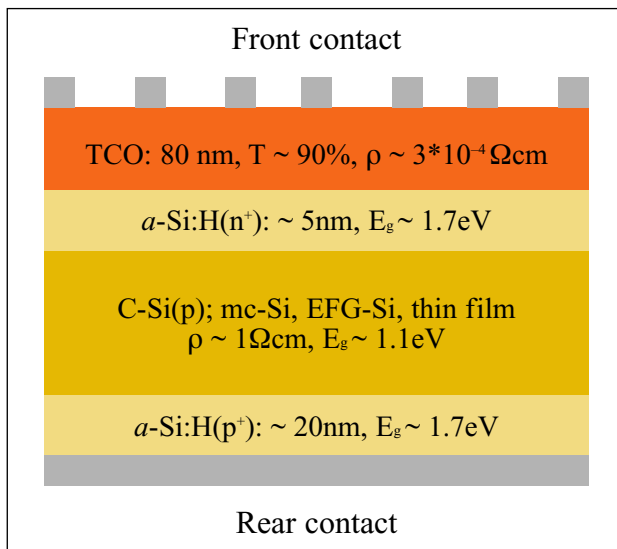 Front contact
TCO: 80 nm, T ~ 90%, ρ ~ 3*10⁻⁴ Ωcm
a-Si:H(n⁺): ~ 5nm, Eg ~ 1.7eV
C-Si(p); mc-Si, EFG-Si, thin film
ρ ~ 1Ωcm, Eg ~ 1.1eV
a-Si:H(p⁺): ~ 20nm, Eg ~ 1.7eV
Rear contact